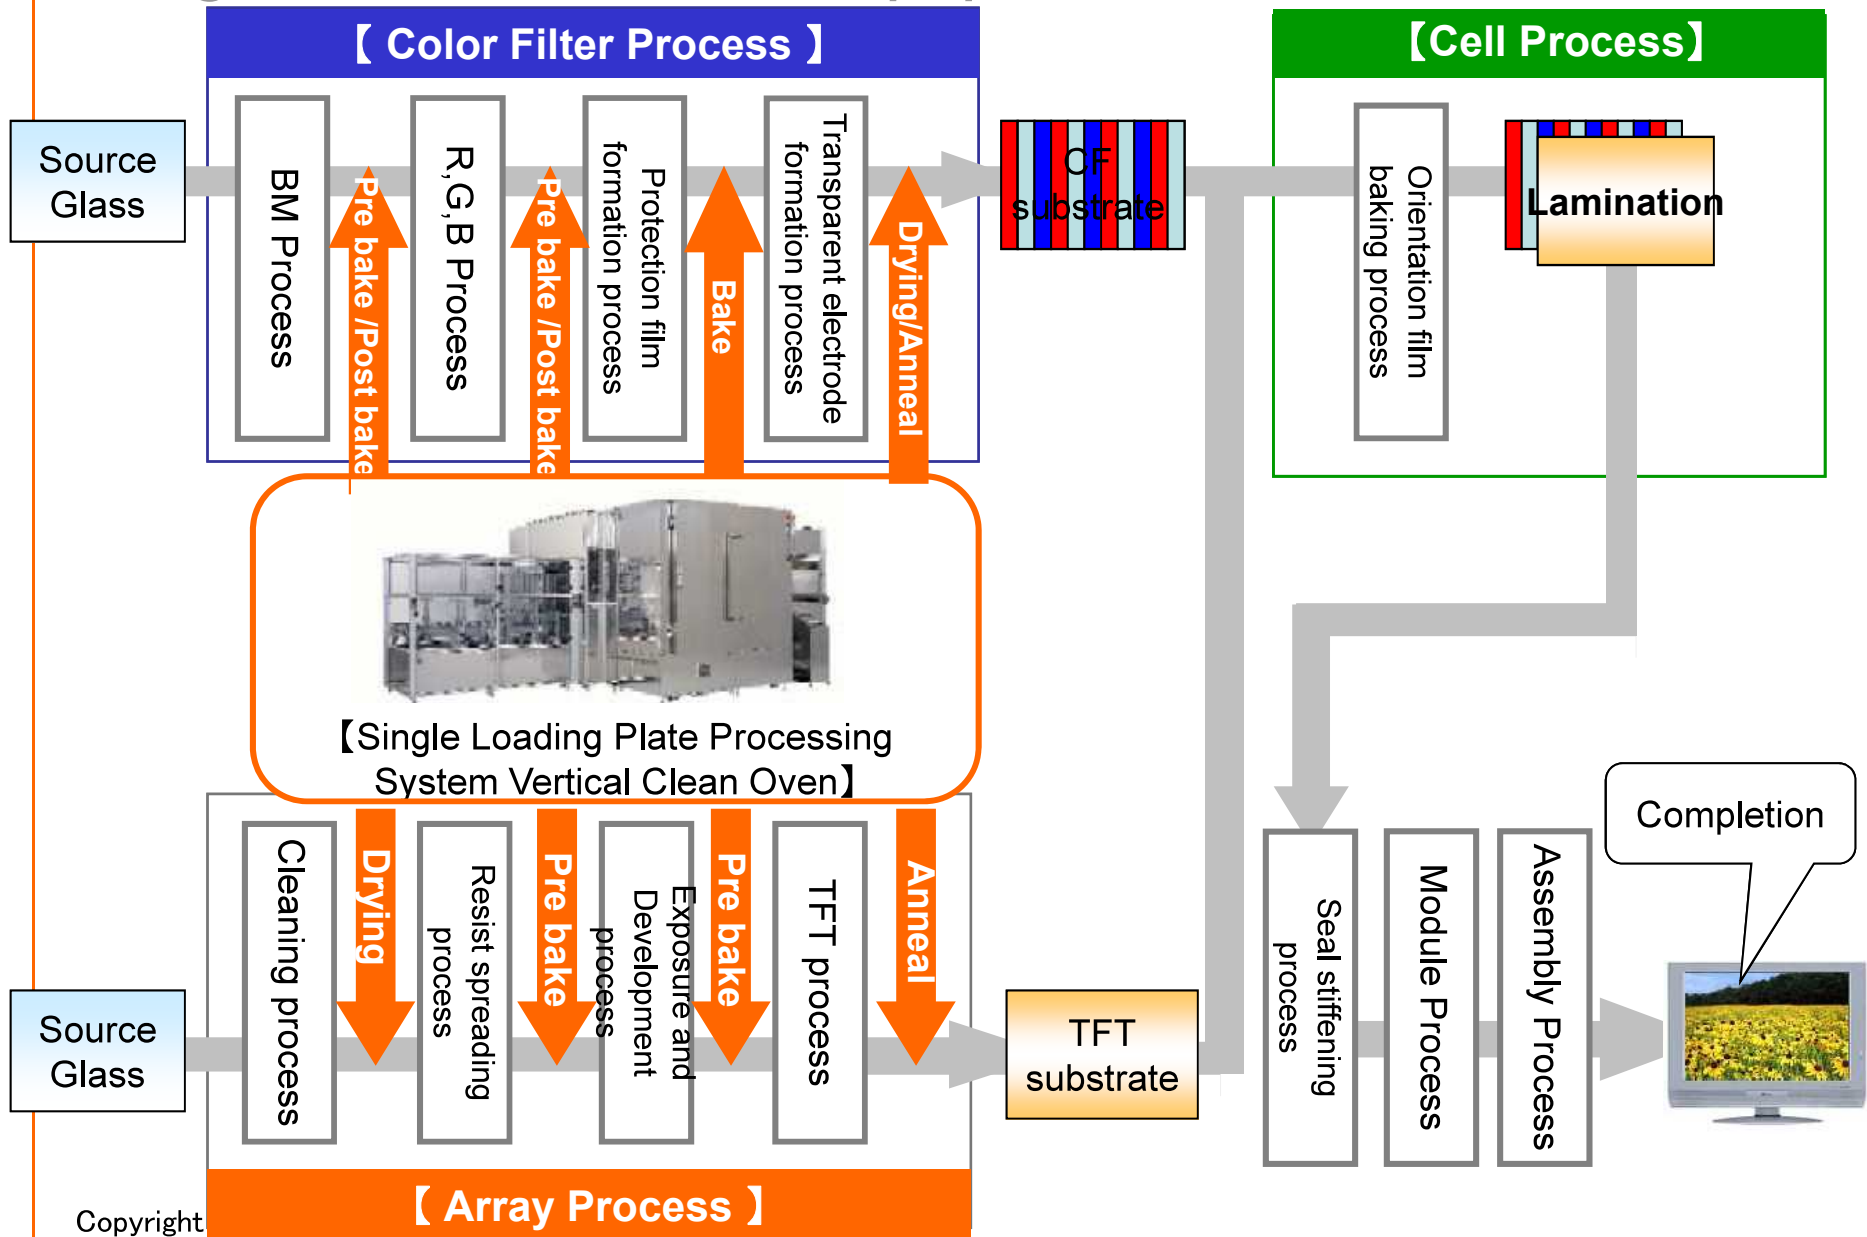 【 Color Filter Process 】
【Cell Process】
Source
Glass
BM Process
Pre bake /Post bake
R,G,B Process
Pre bake /Post bake
Protection film
formation process
Bake
Transparent electrode
formation process
Drying/Anneal
CF
substrate
Orientation film
baking process
Lamination
【Single Loading Plate Processing
System Vertical Clean Oven】
Source
Glass
Cleaning process
Drying
Resist spreading
process
Pre bake
Exposure and
Development
process
Pre bake
TFT process
Anneal
TFT
substrate
Seal stiffening
process
Module Process
Assembly Process
Completion
【 Array Process 】
Copyright